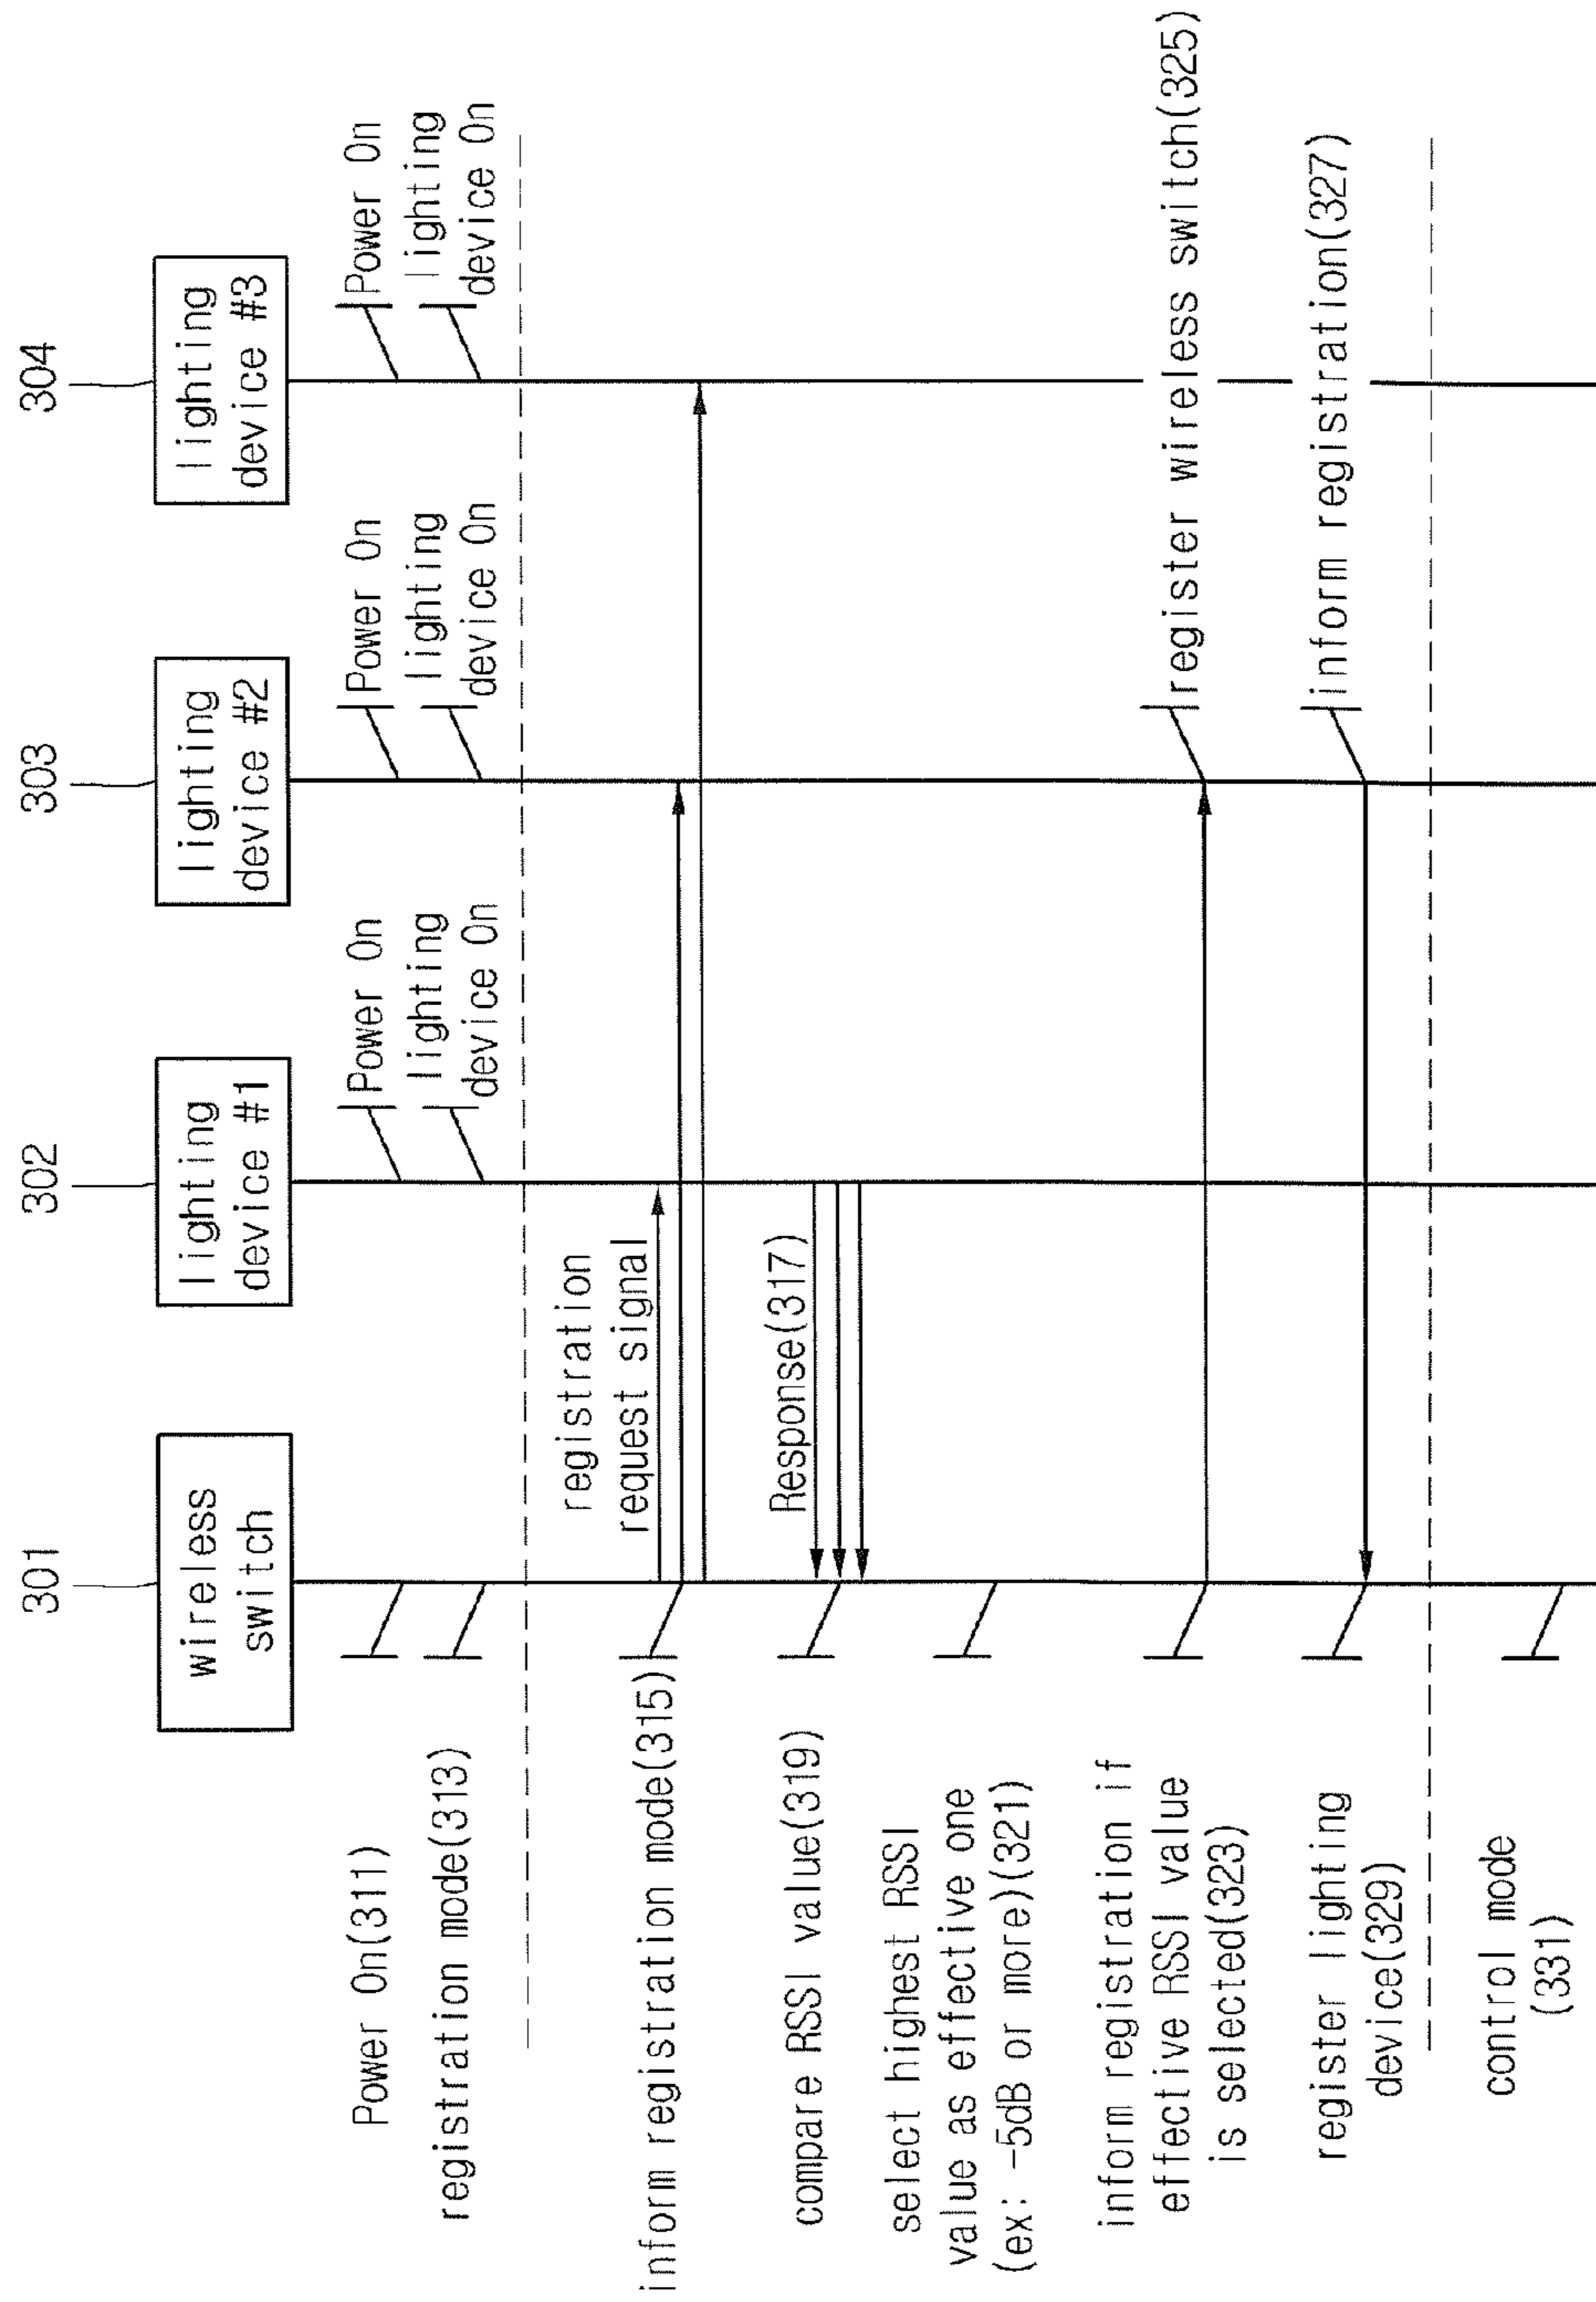 301
302
303
304
wireless
switch
lighting
device #1
lighting
device #2
lighting
device #3
Power On(311)
Power On
Power On
Power On
registration mode(313)
lighting
device On
lighting
device On
lighting
device On
registration
request signal
inform registration mode(315)
Response(317)
compare RSSI value(319)
select highest RSSI
value as effective one
(ex: -5dB or more)(321)
inform registration if
effective RSSI value
is selected(323)
register wireless switch(325)
inform registration(327)
register lighting
device(329)
control mode
(331)